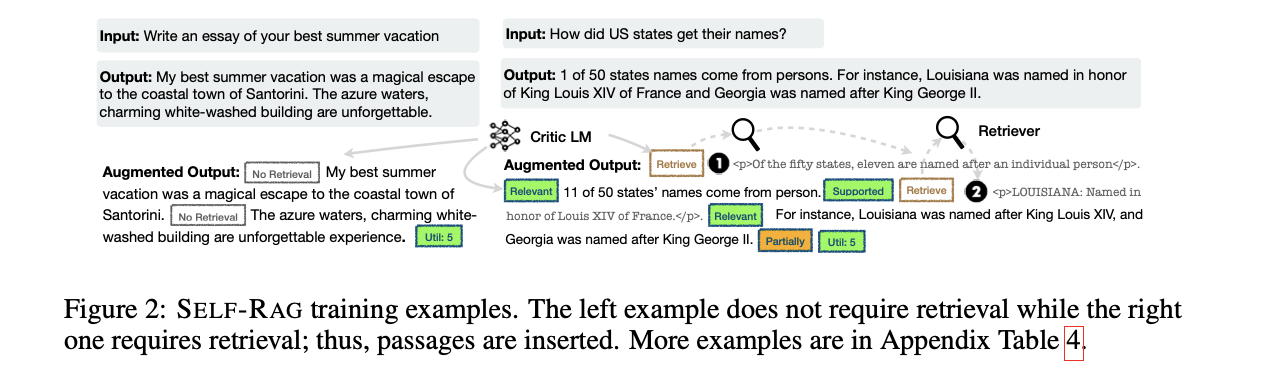 Input: Write an essay of your best summer vacation
Output: My best summer vacation was a magical escape
to the coastal town of Santorini. The azure waters,
charming white-washed building are unforgettable.
Augmented Output: No Retrieval My best summer
vacation was a magical escape to the coastal town of
Santorini. No Retrieval The azure waters, charming white-
washed building are unforgettable experience. Util: 5
Input: How did US states get their names?
Output: 1 of 50 states names come from persons. For instance, Louisiana was named in honor
of King Louis XIV of France and Georgia was named after King George II.
Critic LM
Retriever
Augmented Output: Retrieve 1 <p>Of the fifty states, eleven are named after an individual person</p>.
Relevant 11 of 50 states' names come from person. Supported Retrieve 2 <p>LOUISIANA: Named in
honor of Louis XIV of France.</p>. Relevant For instance, Louisiana was named after King Louis XIV, and
Georgia was named after King George II. Partially Util: 5
Figure 2: SELF-RAG training examples. The left example does not require retrieval while the right
one requires retrieval; thus, passages are inserted. More examples are in Appendix Table 4.